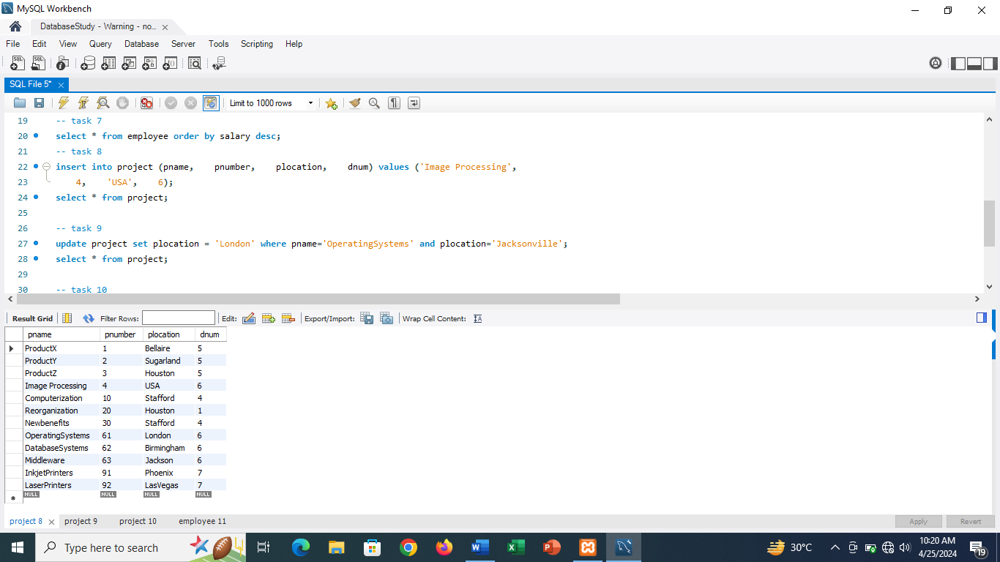 MySQL Workbench
DatabaseStudy - Warning - no...
File Edit View Query Database Server Tools Scripting Help
SQL File 5*
Limit to 1000 rows
19 -- task 7
20 select * from employee order by salary desc;
21 -- task 8
22 insert into project (pname,    pnumber,    plocation,    dnum) values ('Image Processing',
23     4,    'USA',    6);
24 select * from project;
25
26 -- task 9
27 update project set plocation = 'London' where pname='OperatingSystems' and plocation='Jacksonville';
28 select * from project;
29
30 -- task 10
Result Grid Filter Rows: Edit: Export/Import: Wrap Cell Content:
pname pnumber plocation dnum
ProductX 1 Bellaire 5
ProductY 2 Sugarland 5
ProductZ 3 Houston 5
Image Processing 4 USA 6
Computerization 10 Stafford 4
Reorganization 20 Houston 1
Newbenefits 30 Stafford 4
OperatingSystems 61 London 6
DatabaseSystems 62 Birmingham 6
Middleware 63 Jackson 6
InkjetPrinters 91 Phoenix 7
LaserPrinters 92 LasVegas 7
NULL NULL NULL NULL
project 8 project 9 project 10 employee 11 Apply Revert
Type here to search 30°C 10:20 AM
4/25/2024 19